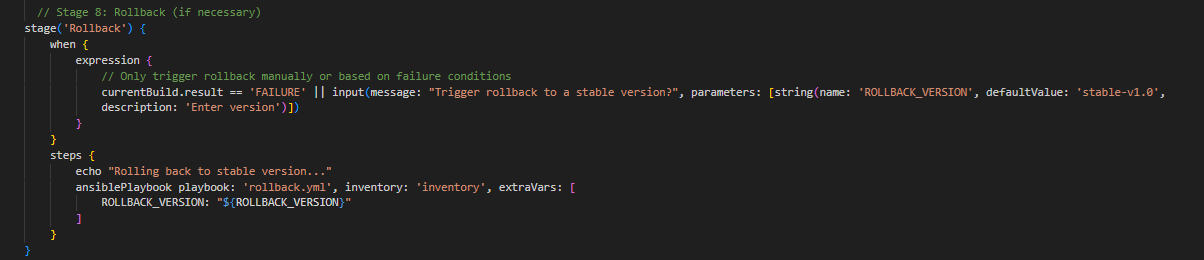 // Stage 8: Rollback (if necessary)
stage('Rollback') {
when {
expression {
// Only trigger rollback manually or based on failure conditions
currentBuild.result == 'FAILURE' || input(message: "Trigger rollback to a stable version?", parameters: [string(name: 'ROLLBACK_VERSION', defaultValue: 'stable-v1.0',
description: 'Enter version')])
}
}
steps {
echo "Rolling back to stable version..."
ansiblePlaybook playbook: 'rollback.yml', inventory: 'inventory', extraVars: [
ROLLBACK_VERSION: "${ROLLBACK_VERSION}"
]
}
}